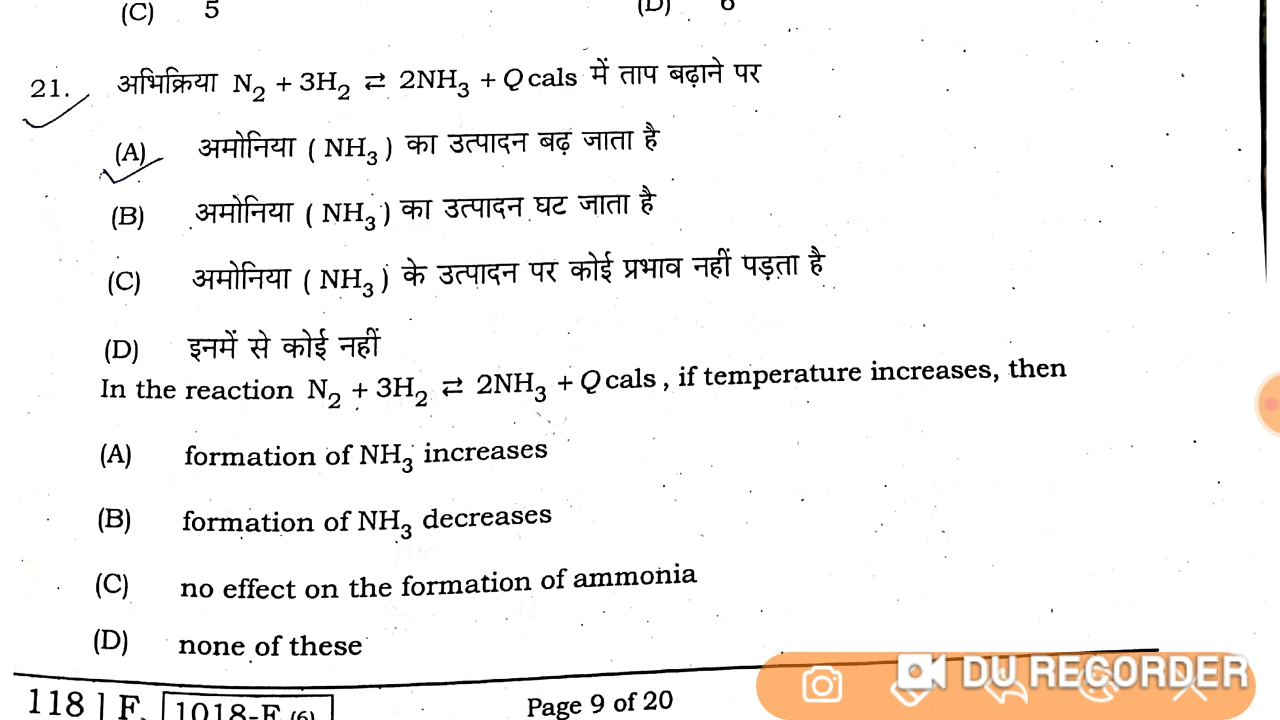 (C) 5 (D) 6
21. अभिक्रिया N₂ + 3H₂ ⇄ 2NH₃ + Q cals में ताप बढ़ाने पर
(A) अमोनिया ( NH₃ ) का उत्पादन बढ़ जाता है
(B) अमोनिया ( NH₃ ) का उत्पादन घट जाता है
(C) अमोनिया ( NH₃ ) के उत्पादन पर कोई प्रभाव नहीं पड़ता है
(D) इनमें से कोई नहीं
In the reaction N₂ + 3H₂ ⇄ 2NH₃ + Q cals , if temperature increases, then
(A) formation of NH₃ increases
(B) formation of NH₃ decreases
(C) no effect on the formation of ammonia
(D) none of these
118 | F. 1018-F (6) Page 9 of 20
DU RECORDER